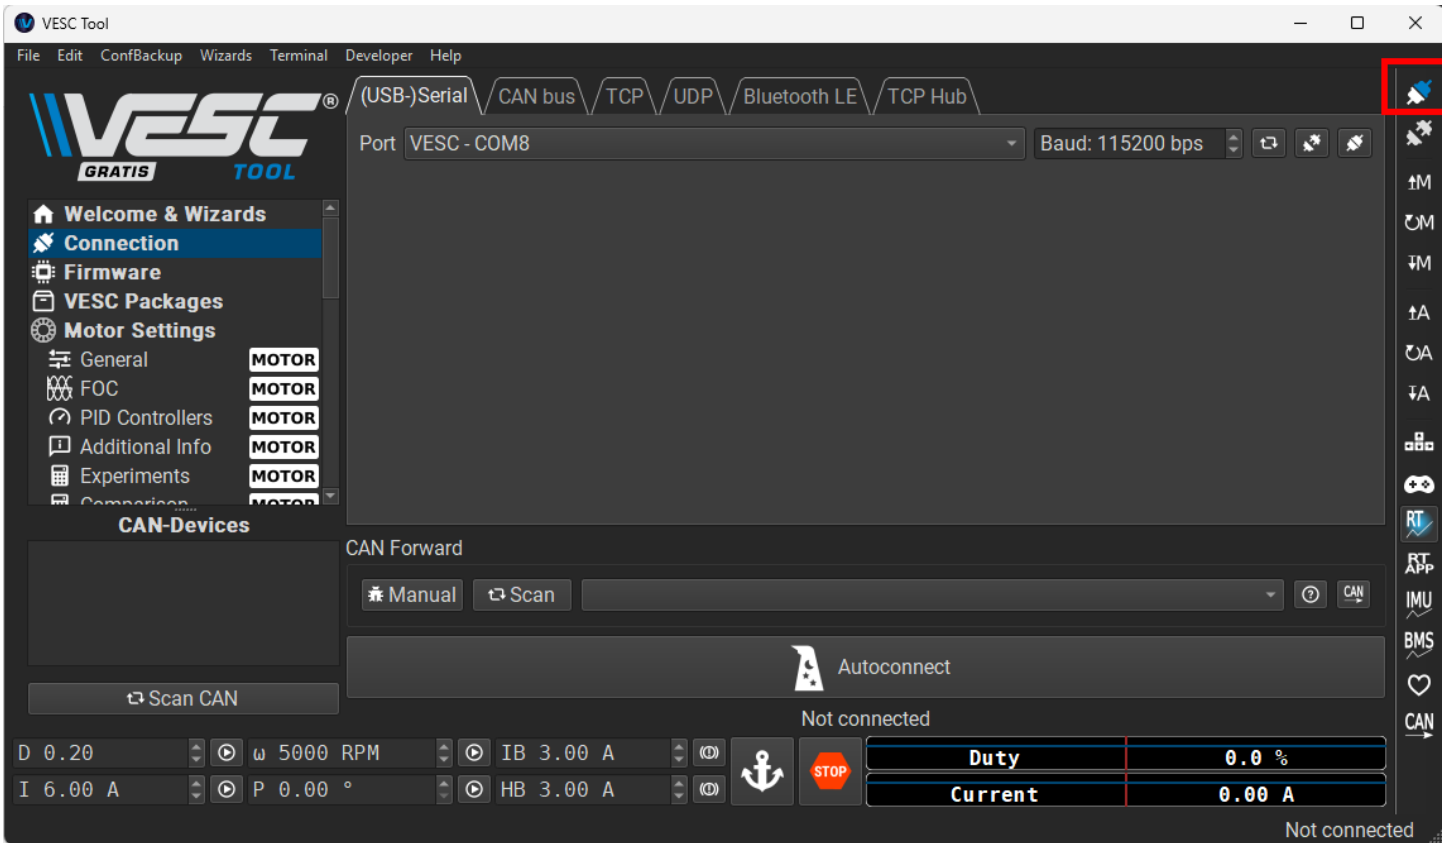 VESC Tool
File Edit ConfBackup Wizards Terminal Developer Help
VESC®
GRATIS TOOL
(USB-)Serial CAN bus TCP UDP Bluetooth LE TCP Hub
Port VESC - COM8 Baud: 115200 bps
Welcome & Wizards
Connection
Firmware
VESC Packages
Motor Settings
General MOTOR
FOC MOTOR
PID Controllers MOTOR
Additional Info MOTOR
Experiments MOTOR
Comparison MOTOR
CAN-Devices
Scan CAN
CAN Forward
Manual Scan CAN
Autoconnect
Not connected
D 0.20 ω 5000 RPM IB 3.00 A
I 6.00 A P 0.00 ° HB 3.00 A
STOP
Duty 0.0 %
Current 0.00 A
M
M
M
A
A
A
RT
RT APP
IMU
BMS
CAN
Not connected